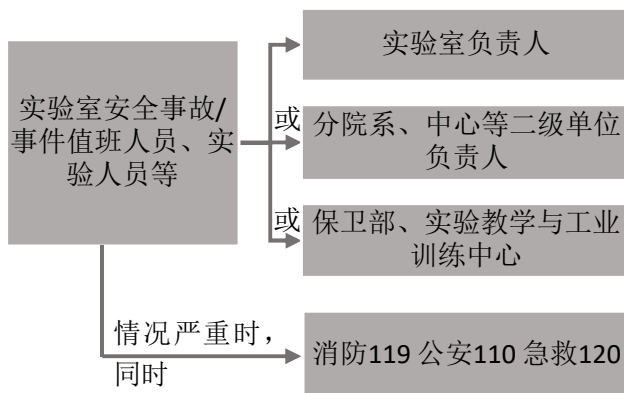 实验室负责人
实验室安全事故/
事件值班人员、实
验人员等
或
分院系、中心等二级单位
负责人
或
保卫部、实验教学与工业
训练中心
情况严重时，
同时
消防119 公安110 急救120